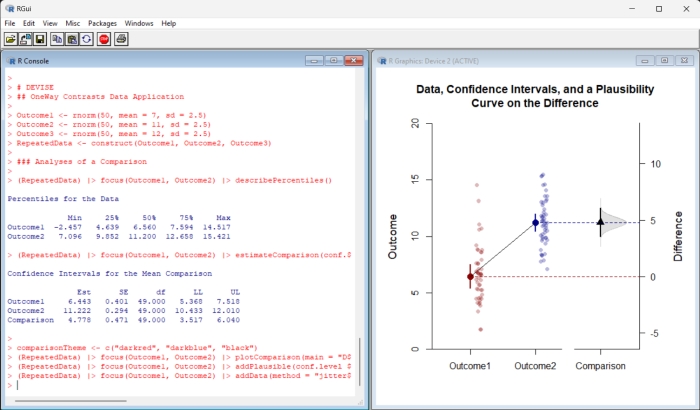 RGui
File Edit View Misc Packages Windows Help
STOP
R Console
>
> # DEVISE
> ## OneWay Contrasts Data Application
>
> Outcome1 <- rnorm(50, mean = 7, sd = 2.5)
> Outcome2 <- rnorm(50, mean = 11, sd = 2.5)
> Outcome3 <- rnorm(50, mean = 12, sd = 2.5)
> RepeatedData <- construct(Outcome1, Outcome2, Outcome3)
>
> ### Analyses of a Comparison
>
> (RepeatedData) |> focus(Outcome1, Outcome2) |> describePercentiles()
Percentiles for the Data
Min 25% 50% 75% Max
Outcome1 -2.457 4.639 6.560 7.594 14.517
Outcome2 7.096 9.852 11.200 12.658 15.421
> (RepeatedData) |> focus(Outcome1, Outcome2) |> estimateComparison(conf.$
Confidence Intervals for the Mean Comparison
Est SE df LL UL
Outcome1 6.443 0.401 49.000 5.368 7.518
Outcome2 11.222 0.294 49.000 10.433 12.010
Comparison 4.778 0.471 49.000 3.517 6.040
>
> comparisonTheme <- c("darkred", "darkblue", "black")
> (RepeatedData) |> focus(Outcome1, Outcome2) |> plotComparison(main = "D$
> (RepeatedData) |> focus(Outcome1, Outcome2) |> addPlausible(conf.level $
> (RepeatedData) |> focus(Outcome1, Outcome2) |> addData(method = "jitter$
>
R Graphics: Device 2 (ACTIVE)
Data, Confidence Intervals, and a Plausibility
Curve on the Difference
Outcome
20
15
10
5
0
Outcome1 Outcome2 Comparison
10
5
0
-5
Difference